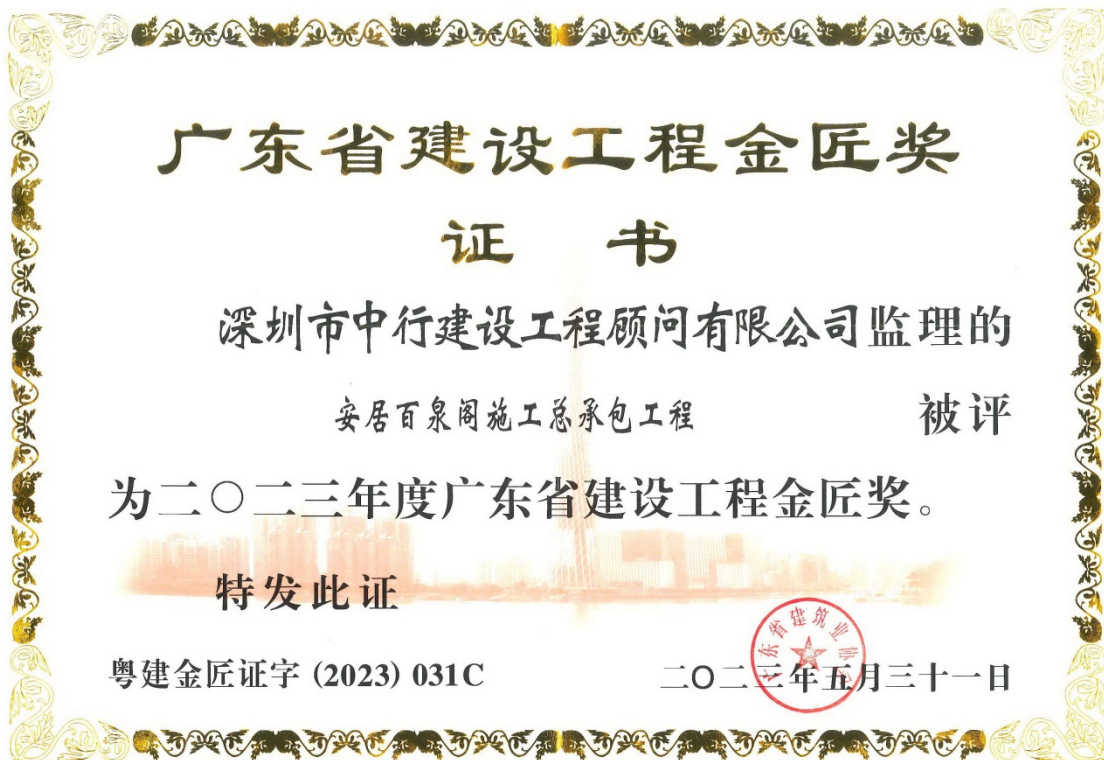 广东省建设工程金匠奖
证 书
深圳市中行建设工程顾问有限公司监理的
安居百泉阁施工总承包工程 被评
为二〇二三年度广东省建设工程金匠奖。
特发此证
粤建金匠证字 (2023) 031C
二〇二三年五月三十一日
广东省建筑业协会